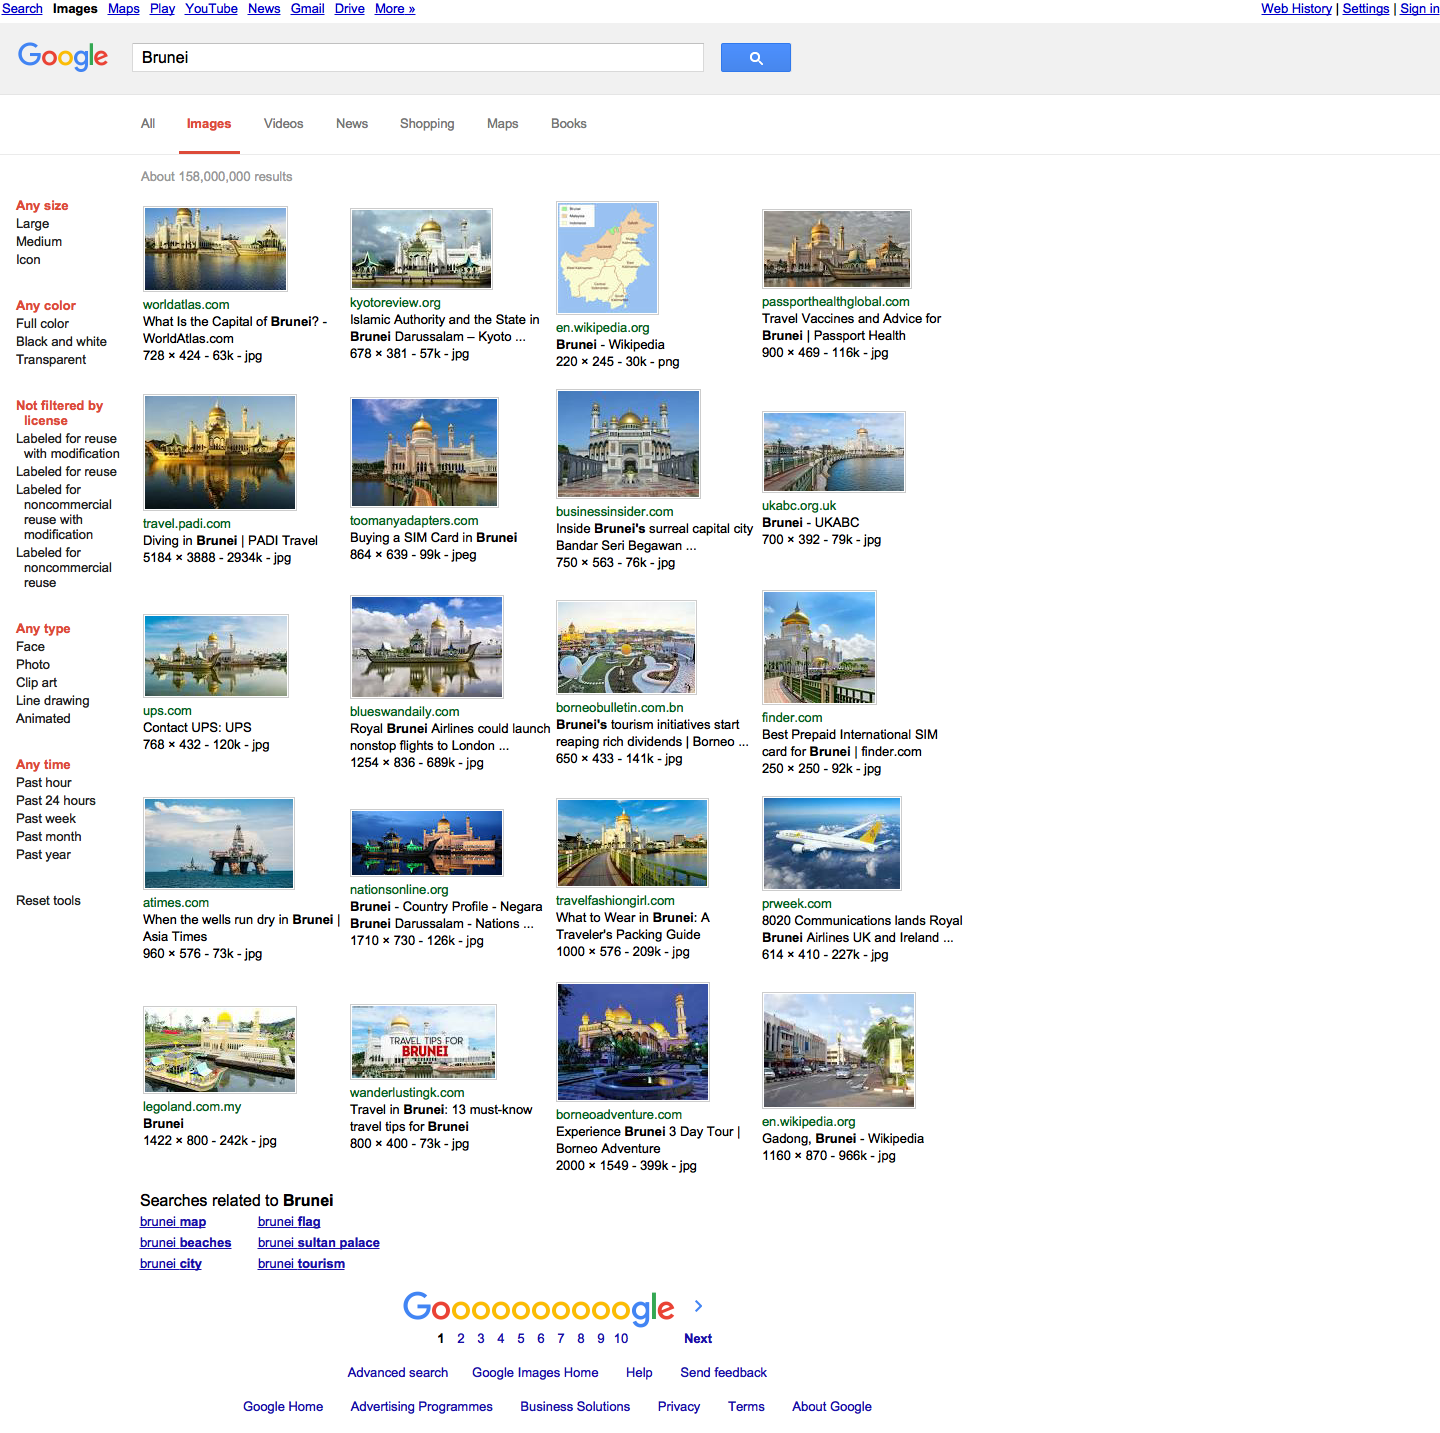 Search Images Maps Play YouTube News Gmail Drive More »
Web History | Settings | Sign in
Google
Brunei
All Images Videos News Shopping Maps Books
About 158,000,000 results
Any size
Large
Medium
Icon
Any color
Full color
Black and white
Transparent
Not filtered by
license
Labeled for reuse
with modification
Labeled for reuse
Labeled for
noncommercial
reuse with
modification
Labeled for
noncommercial
reuse
Any type
Face
Photo
Clip art
Line drawing
Animated
Any time
Past hour
Past 24 hours
Past week
Past month
Past year
Reset tools
worldatlas.com
What Is the Capital of Brunei? -
WorldAtlas.com
728 × 424 - 63k - jpg
kyotoreview.org
Islamic Authority and the State in
Brunei Darussalam – Kyoto ...
678 × 381 - 57k - jpg
Brunei
Malaysia
Indonesia
en.wikipedia.org
Brunei - Wikipedia
220 × 245 - 30k - png
passporthealthglobal.com
Travel Vaccines and Advice for
Brunei | Passport Health
900 × 469 - 116k - jpg
travel.padi.com
Diving in Brunei | PADI Travel
5184 × 3888 - 2934k - jpg
toomanyadapters.com
Buying a SIM Card in Brunei
864 × 639 - 99k - jpeg
businessinsider.com
Inside Brunei's surreal capital city
Bandar Seri Begawan ...
750 × 563 - 76k - jpg
ukabc.org.uk
Brunei - UKABC
700 × 392 - 79k - jpg
ups.com
Contact UPS: UPS
768 × 432 - 120k - jpg
blueswandaily.com
Royal Brunei Airlines could launch
nonstop flights to London ...
1254 × 836 - 689k - jpg
borneobulletin.com.bn
Brunei's tourism initiatives start
reaping rich dividends | Borneo ...
650 × 433 - 141k - jpg
finder.com
Best Prepaid International SIM
card for Brunei | finder.com
250 × 250 - 92k - jpg
atimes.com
When the wells run dry in Brunei |
Asia Times
960 × 576 - 73k - jpg
nationsonline.org
Brunei - Country Profile - Negara
Brunei Darussalam - Nations ...
1710 × 730 - 126k - jpg
travelfashiongirl.com
What to Wear in Brunei: A
Traveler's Packing Guide
1000 × 576 - 209k - jpg
prweek.com
8020 Communications lands Royal
Brunei Airlines UK and Ireland ...
614 × 410 - 227k - jpg
legoland.com.my
Brunei
1422 × 800 - 242k - jpg
TRAVEL TIPS FOR
BRUNEI
wanderlustingk.com
Travel in Brunei: 13 must-know
travel tips for Brunei
800 × 400 - 73k - jpg
borneoadventure.com
Experience Brunei 3 Day Tour |
Borneo Adventure
2000 × 1549 - 399k - jpg
en.wikipedia.org
Gadong, Brunei - Wikipedia
1160 × 870 - 966k - jpg
Searches related to Brunei
brunei map brunei flag
brunei beaches brunei sultan palace
brunei city brunei tourism
Goooooooooogle
1 2 3 4 5 6 7 8 9 10 Next
Advanced search Google Images Home Help Send feedback
Google Home Advertising Programmes Business Solutions Privacy Terms About Google